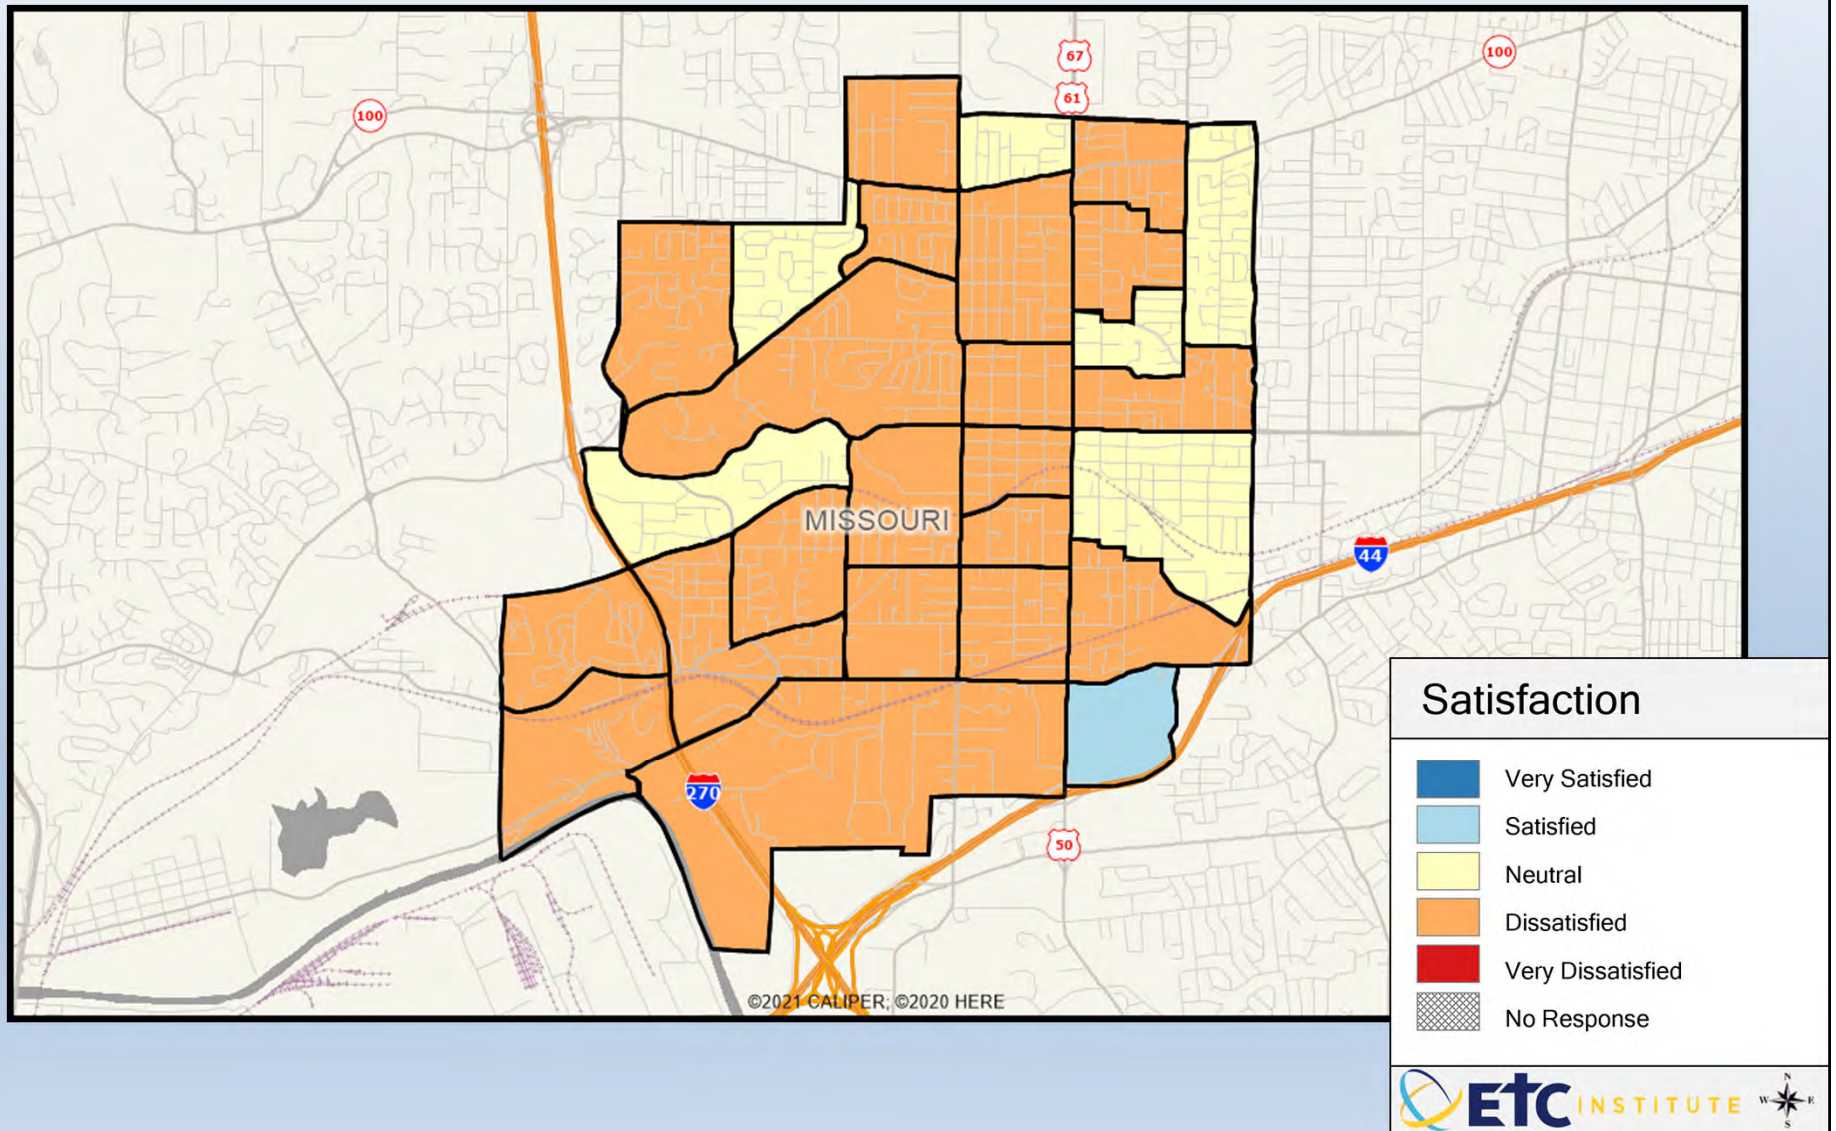 67
61
100
100
MISSOURI
44
270
50
©2021 CALIPER; ©2020 HERE
Satisfaction
Very Satisfied
Satisfied
Neutral
Dissatisfied
Very Dissatisfied
No Response
ETC INSTITUTE
N
W E
S